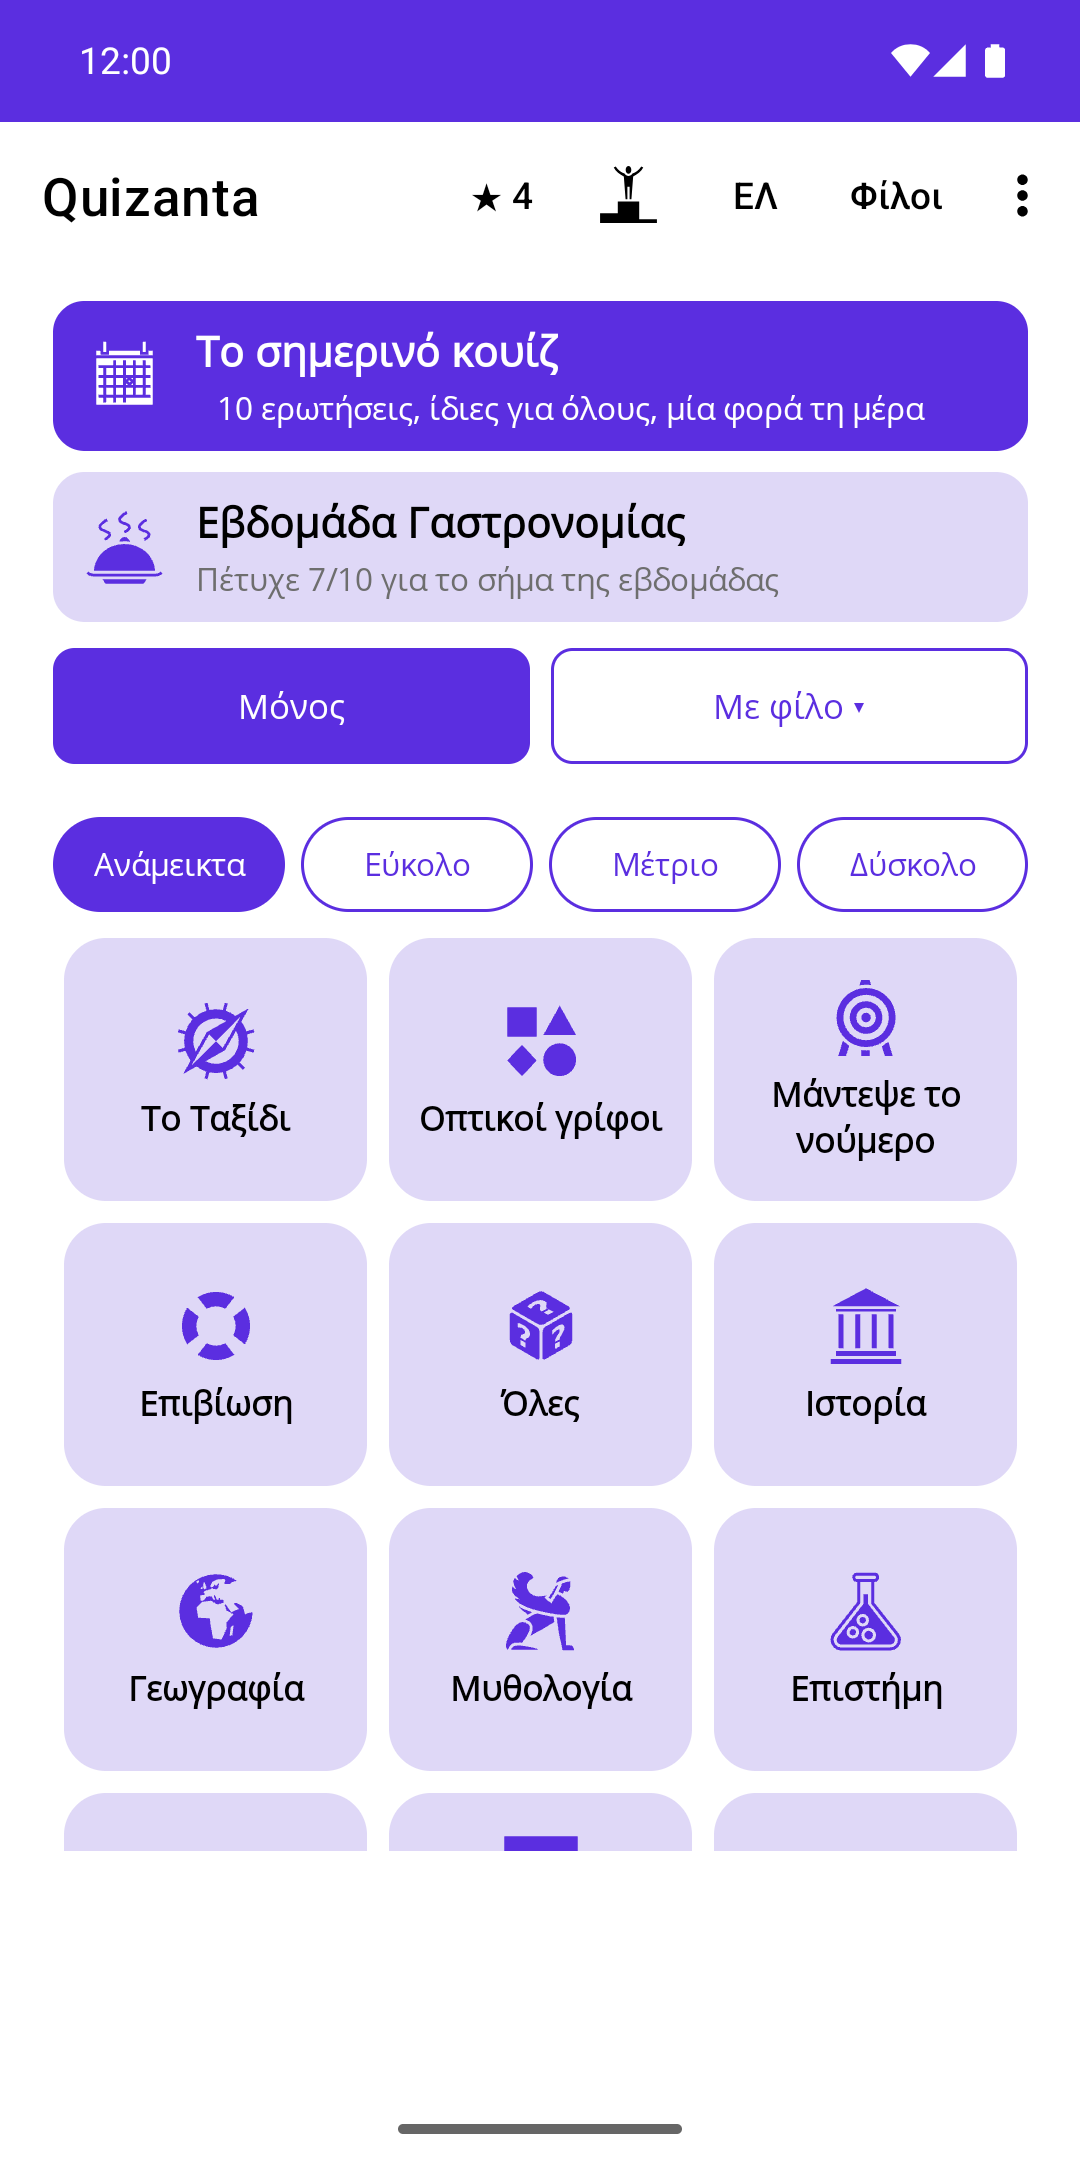 12:00
Quizanta
★ 4
ΕΛ
Φίλοι
Το σημερινό κουίζ
10 ερωτήσεις, ίδιες για όλους, μία φορά τη μέρα
Εβδομάδα Γαστρονομίας
Πέτυχε 7/10 για το σήμα της εβδομάδας
Μόνος
Με φίλο ▾
Ανάμεικτα
Εύκολο
Μέτριο
Δύσκολο
Το Ταξίδι
Οπτικοί γρίφοι
Μάντεψε το
νούμερο
Επιβίωση
Όλες
Ιστορία
Γεωγραφία
Μυθολογία
Επιστήμη